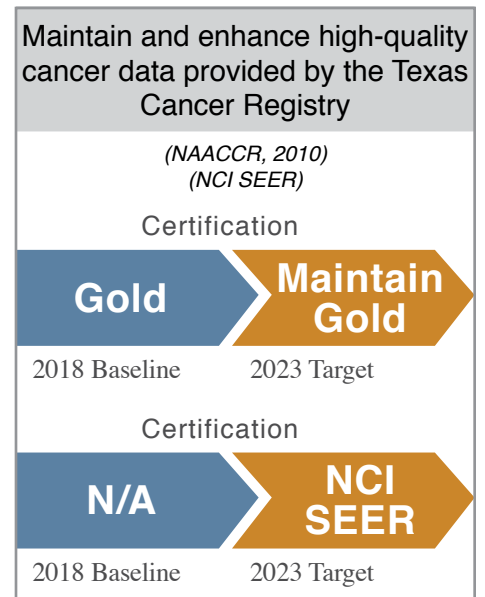 Maintain and enhance high-quality
cancer data provided by the Texas
Cancer Registry
(NAACCR, 2010)
(NCI SEER)
Certification
Gold
Maintain
Gold
2018 Baseline
2023 Target
Certification
N/A
NCI
SEER
2018 Baseline
2023 Target